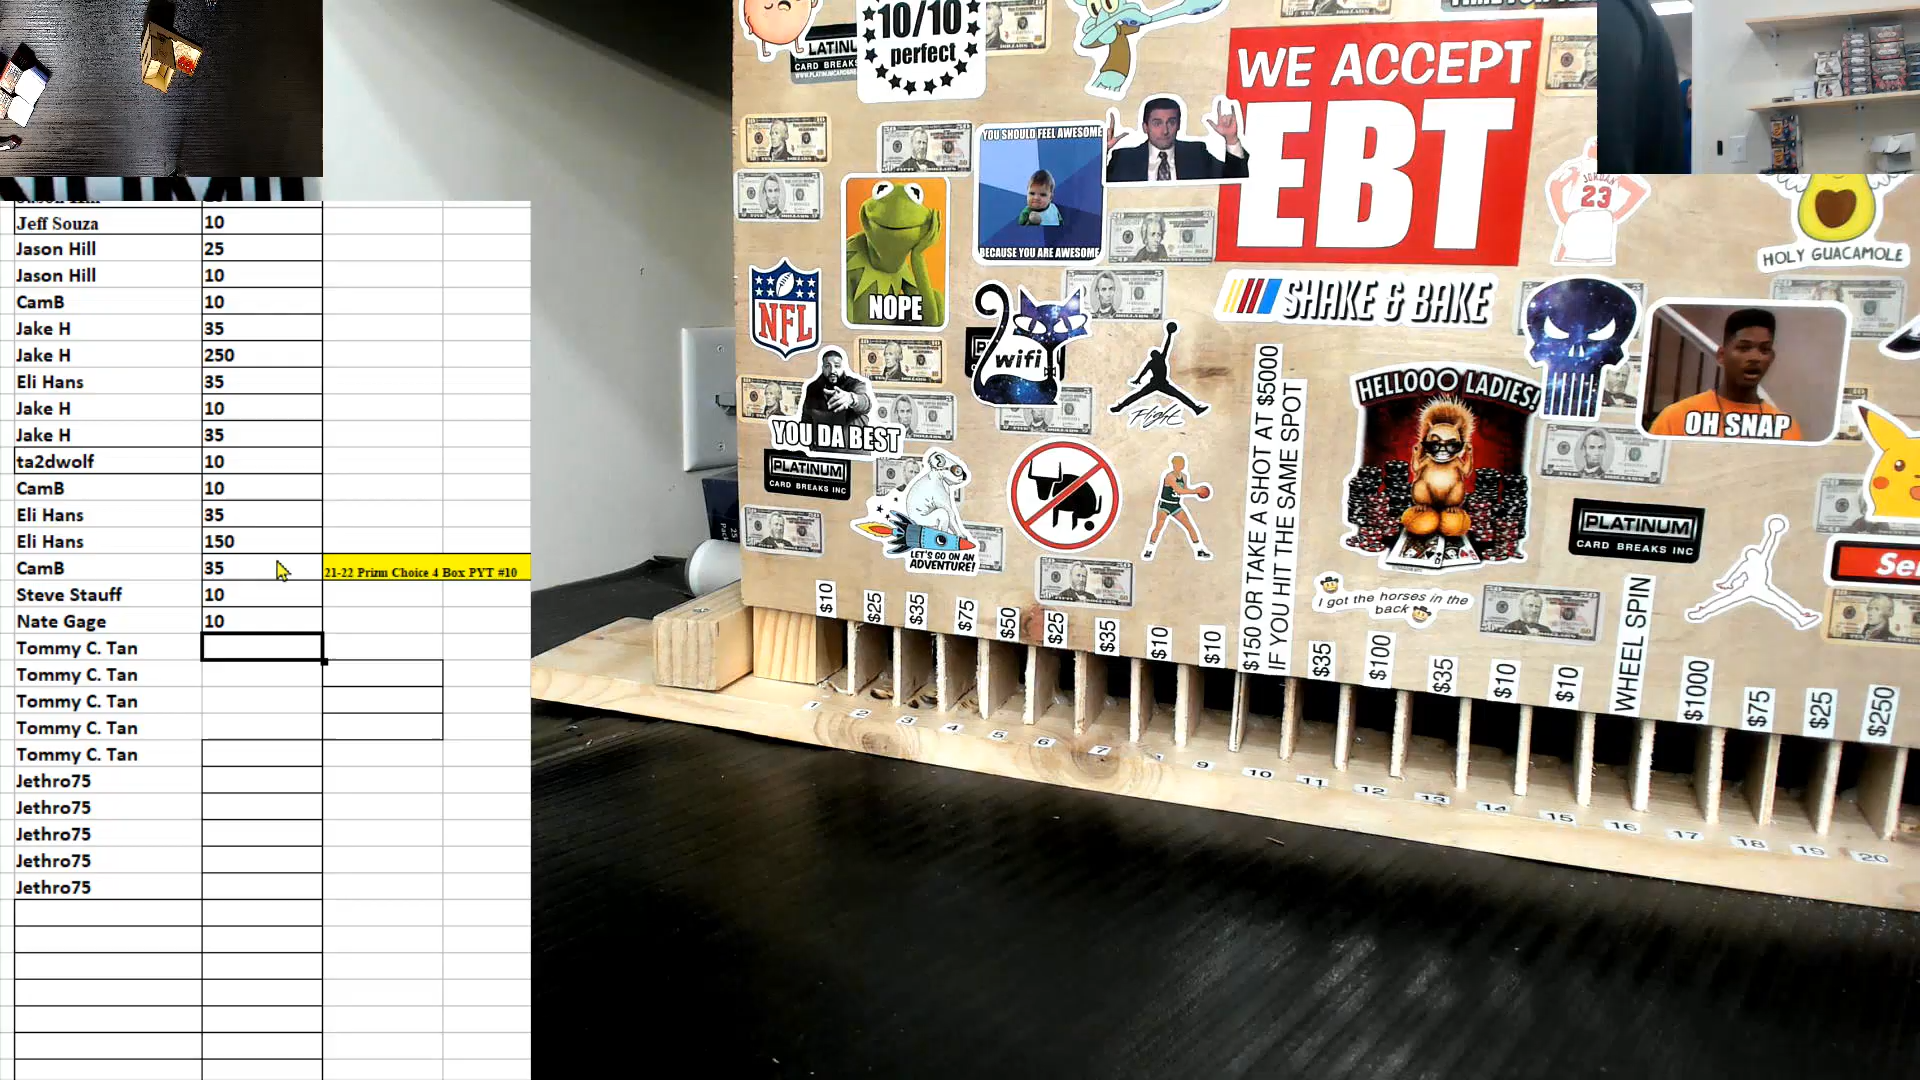 Jeff Souza 10
Jason Hill 25
Jason Hill 10
CamB 10
Jake H 35
Jake H 250
Eli Hans 35
Jake H 10
Jake H 35
ta2dwolf 10
CamB 10
Eli Hans 35
Eli Hans 150
CamB 35 21-22 Prizm Choice 4 Box PYT #10
Steve Stauff 10
Nate Gage 10
Tommy C. Tan
Tommy C. Tan
Tommy C. Tan
Tommy C. Tan
Tommy C. Tan
Jethro75
Jethro75
Jethro75
Jethro75
Jethro75
10/10
perfect
CARD BREAKS
WE ACCEPT
EBT
YOU SHOULD FEEL AWESOME
BECAUSE YOU ARE AWESOME
JORDAN
23
HOLY GUACAMOLE
NFL
NOPE
wifi
SHAKE & BAKE
Flight
YOU DA BEST
HELLOOO LADIES!
OH SNAP
PLATINUM
CARD BREAKS INC
LET'S GO ON AN
ADVENTURE!
PLATINUM
CARD BREAKS INC
I got the horses in the
back
$10
$25
$35
$75
$50
$25
$35
$10
$10
$150 OR TAKE A SHOT AT $5000
IF YOU HIT THE SAME SPOT
$35
$100
$35
$10
$10
WHEEL SPIN
$1000
$75
$25
$250
1 2 3 4 5 6 7 9 10 11 12 13 14 15 16 17 18 19 20